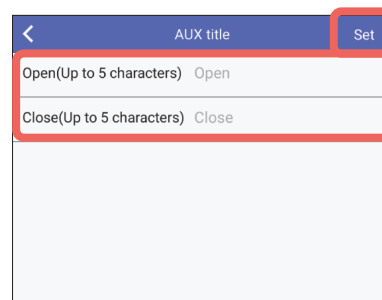 AUX title
Set
Open(Up to 5 characters) Open
Close(Up to 5 characters) Close